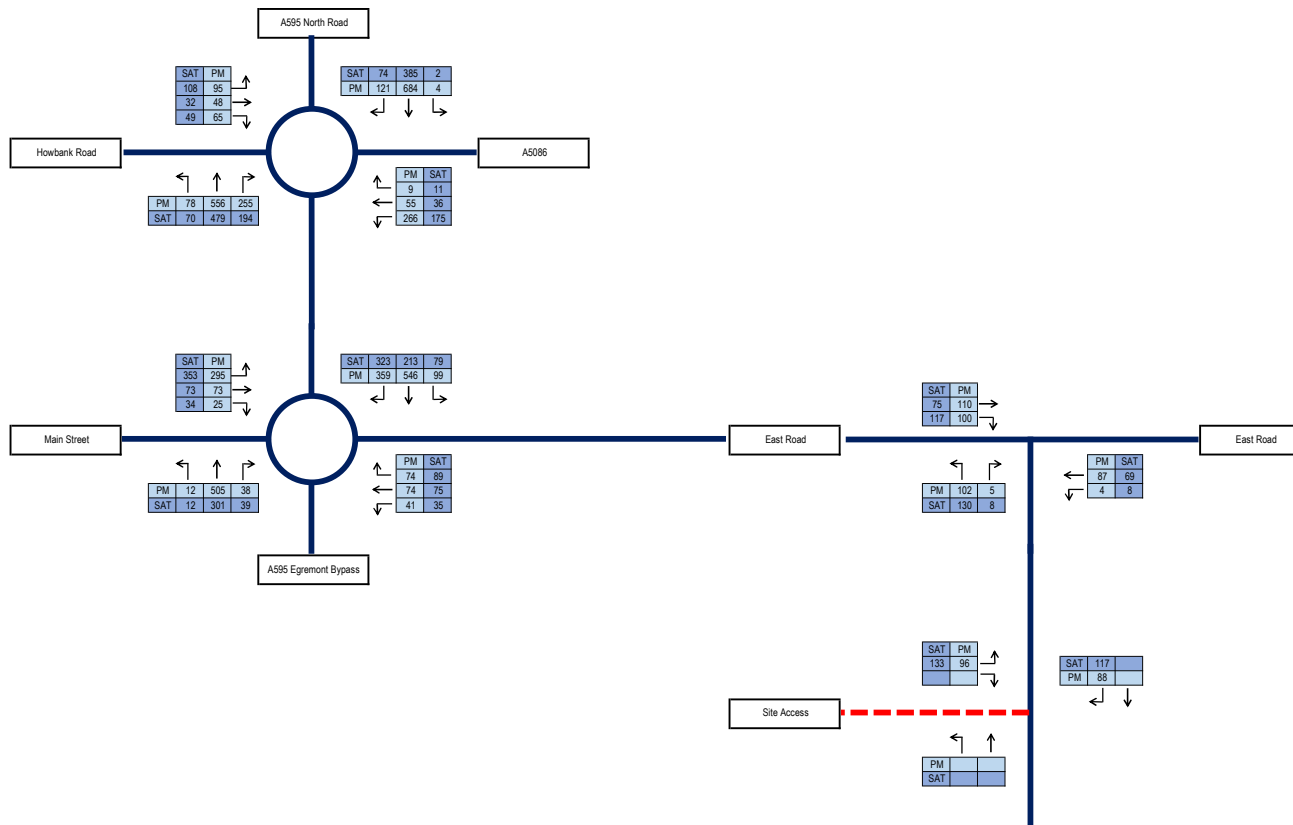 A595 North Road
SAT PM
108 95
32 48
49 65
SAT 74 385 2
PM 121 684 4
Howbank Road
A5086
PM 78 556 255
SAT 70 479 194
PM SAT
9 11
55 36
266 175
SAT PM
353 295
73 73
34 25
SAT 323 213 79
PM 359 546 99
Main Street
East Road
PM 12 505 38
SAT 12 301 39
PM SAT
74 89
74 75
41 35
A595 Egremont Bypass
SAT PM
75 110
117 100
East Road
PM 102 5
SAT 130 8
PM SAT
87 69
4 8
SAT PM
133 96
SAT 117
PM 88
Site Access
PM
SAT